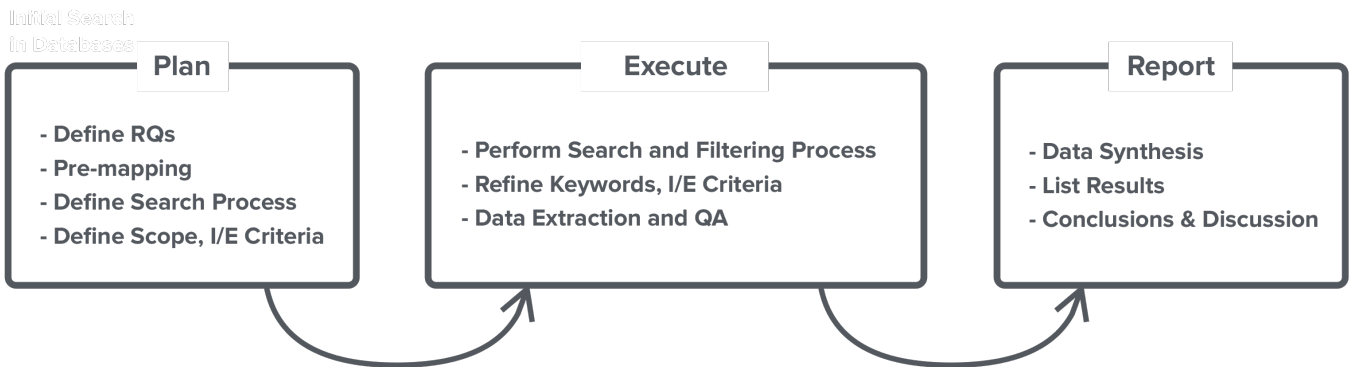 Initial Search
in Databases
Plan
- Define RQs
- Pre-mapping
- Define Search Process
- Define Scope, I/E Criteria
Execute
- Perform Search and Filtering Process
- Refine Keywords, I/E Criteria
- Data Extraction and QA
Report
- Data Synthesis
- List Results
- Conclusions & Discussion